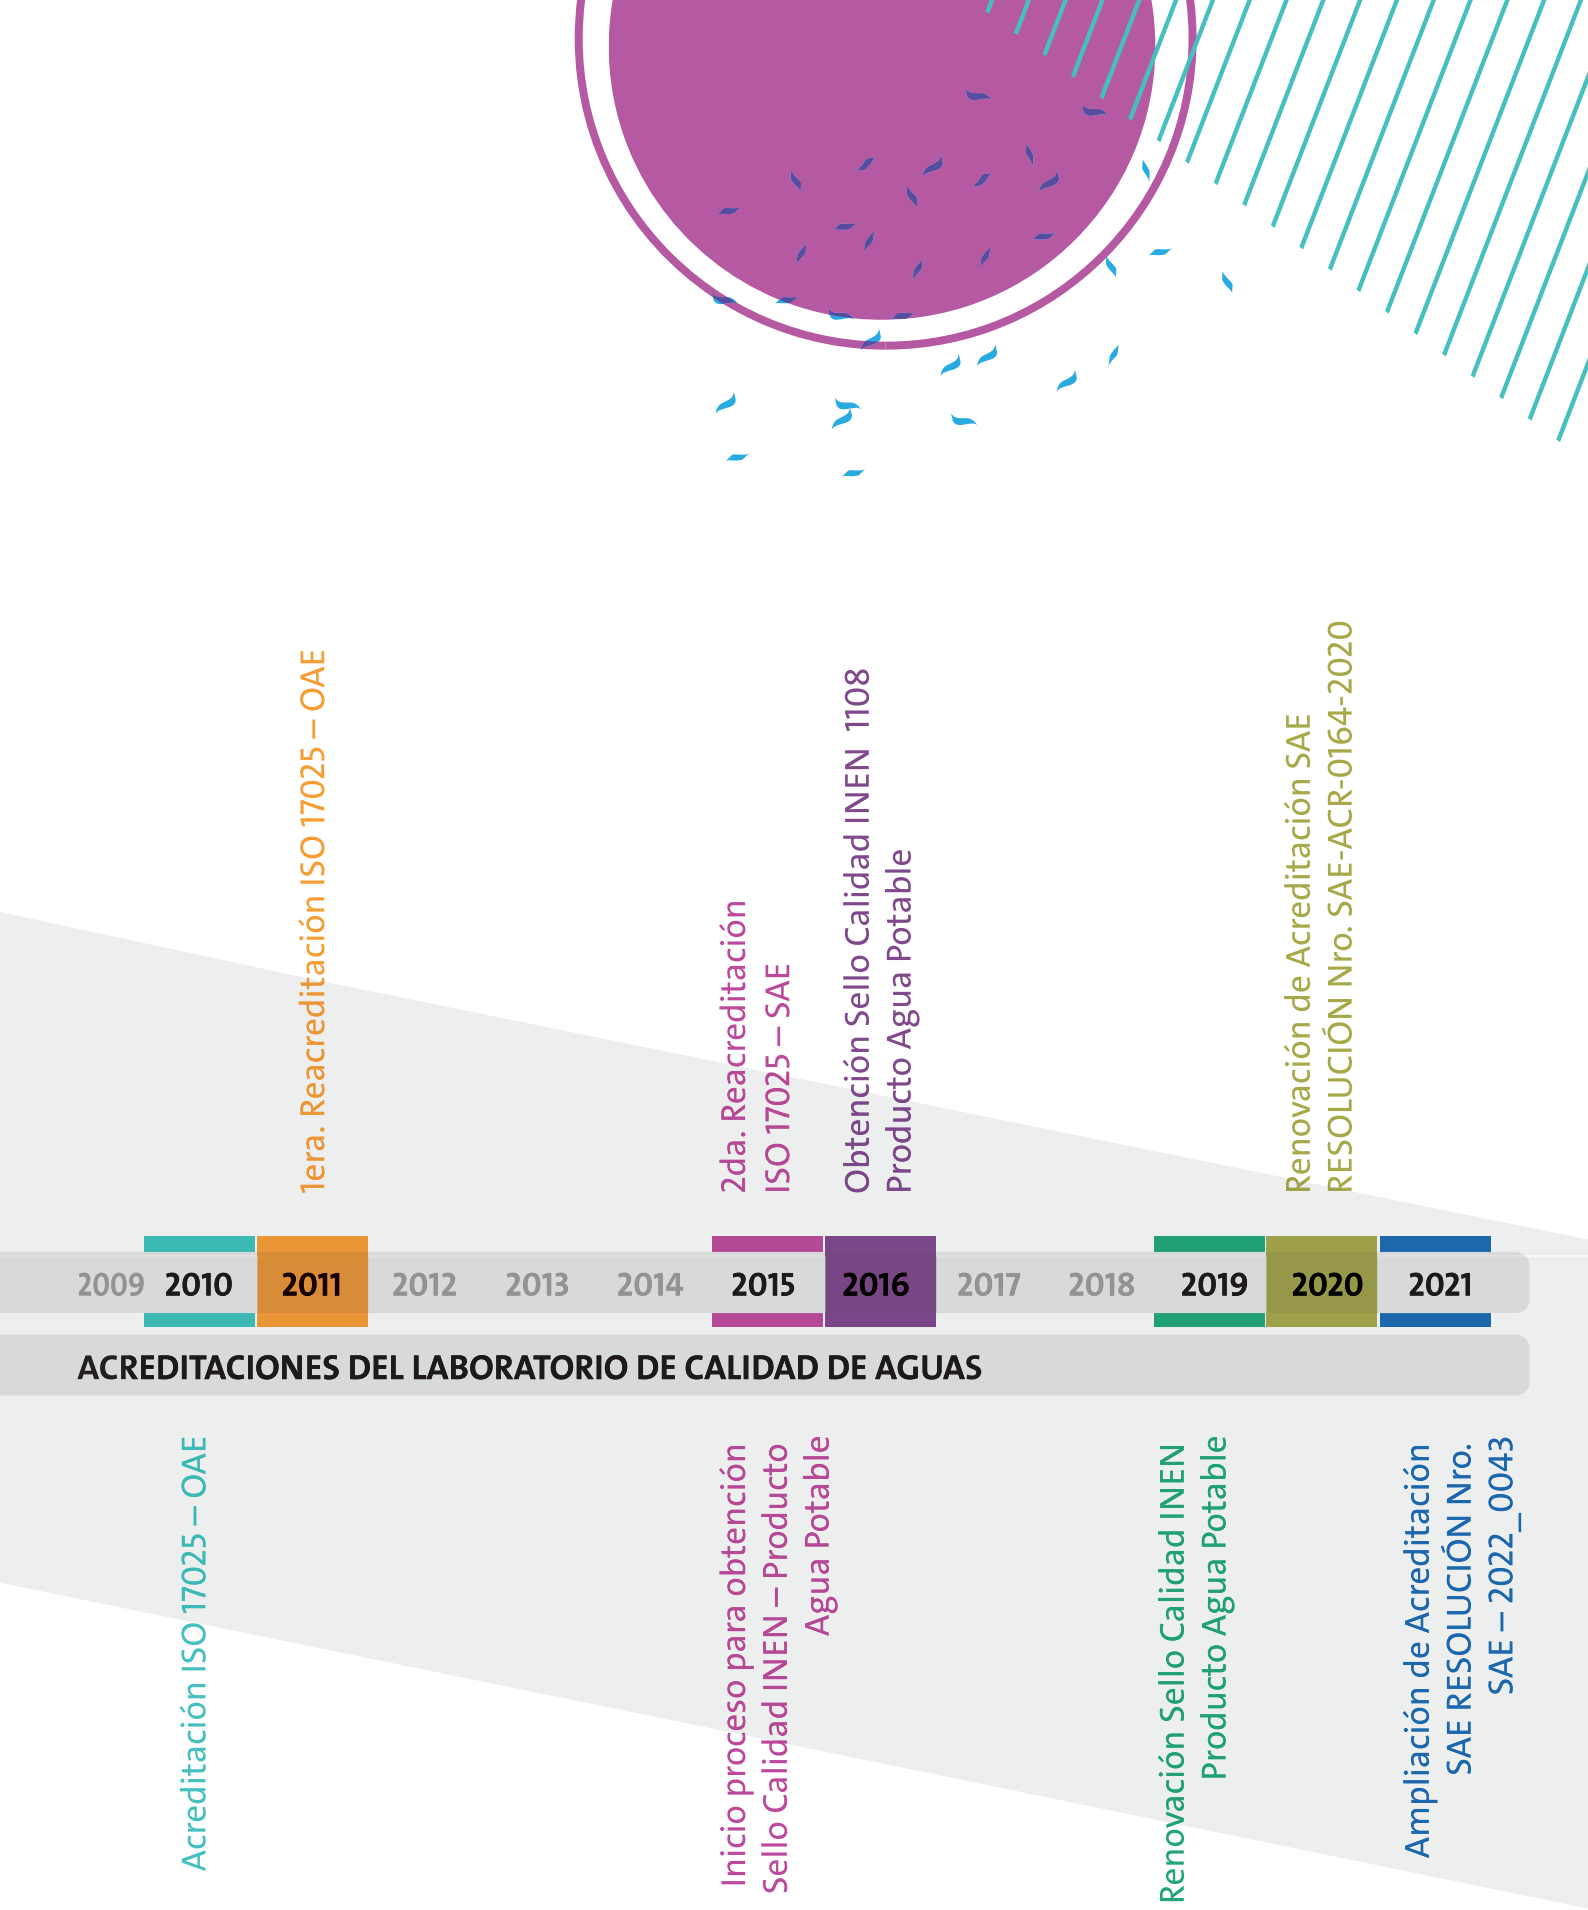 1era. Reacreditación ISO 17025 – OAE
2da. Reacreditación
ISO 17025 – SAE
Obtención Sello Calidad INEN 1108
Producto Agua Potable
Renovación de Acreditación SAE
RESOLUCIÓN Nro. SAE-ACR-0164-2020
2009 2010 2011 2012 2013 2014 2015 2016 2017 2018 2019 2020 2021
ACREDITACIONES DEL LABORATORIO DE CALIDAD DE AGUAS
Acreditación ISO 17025 – OAE
Inicio proceso para obtención
Sello Calidad INEN – Producto
Agua Potable
Renovación Sello Calidad INEN
Producto Agua Potable
Ampliación de Acreditación
SAE RESOLUCIÓN Nro.
SAE – 2022_0043